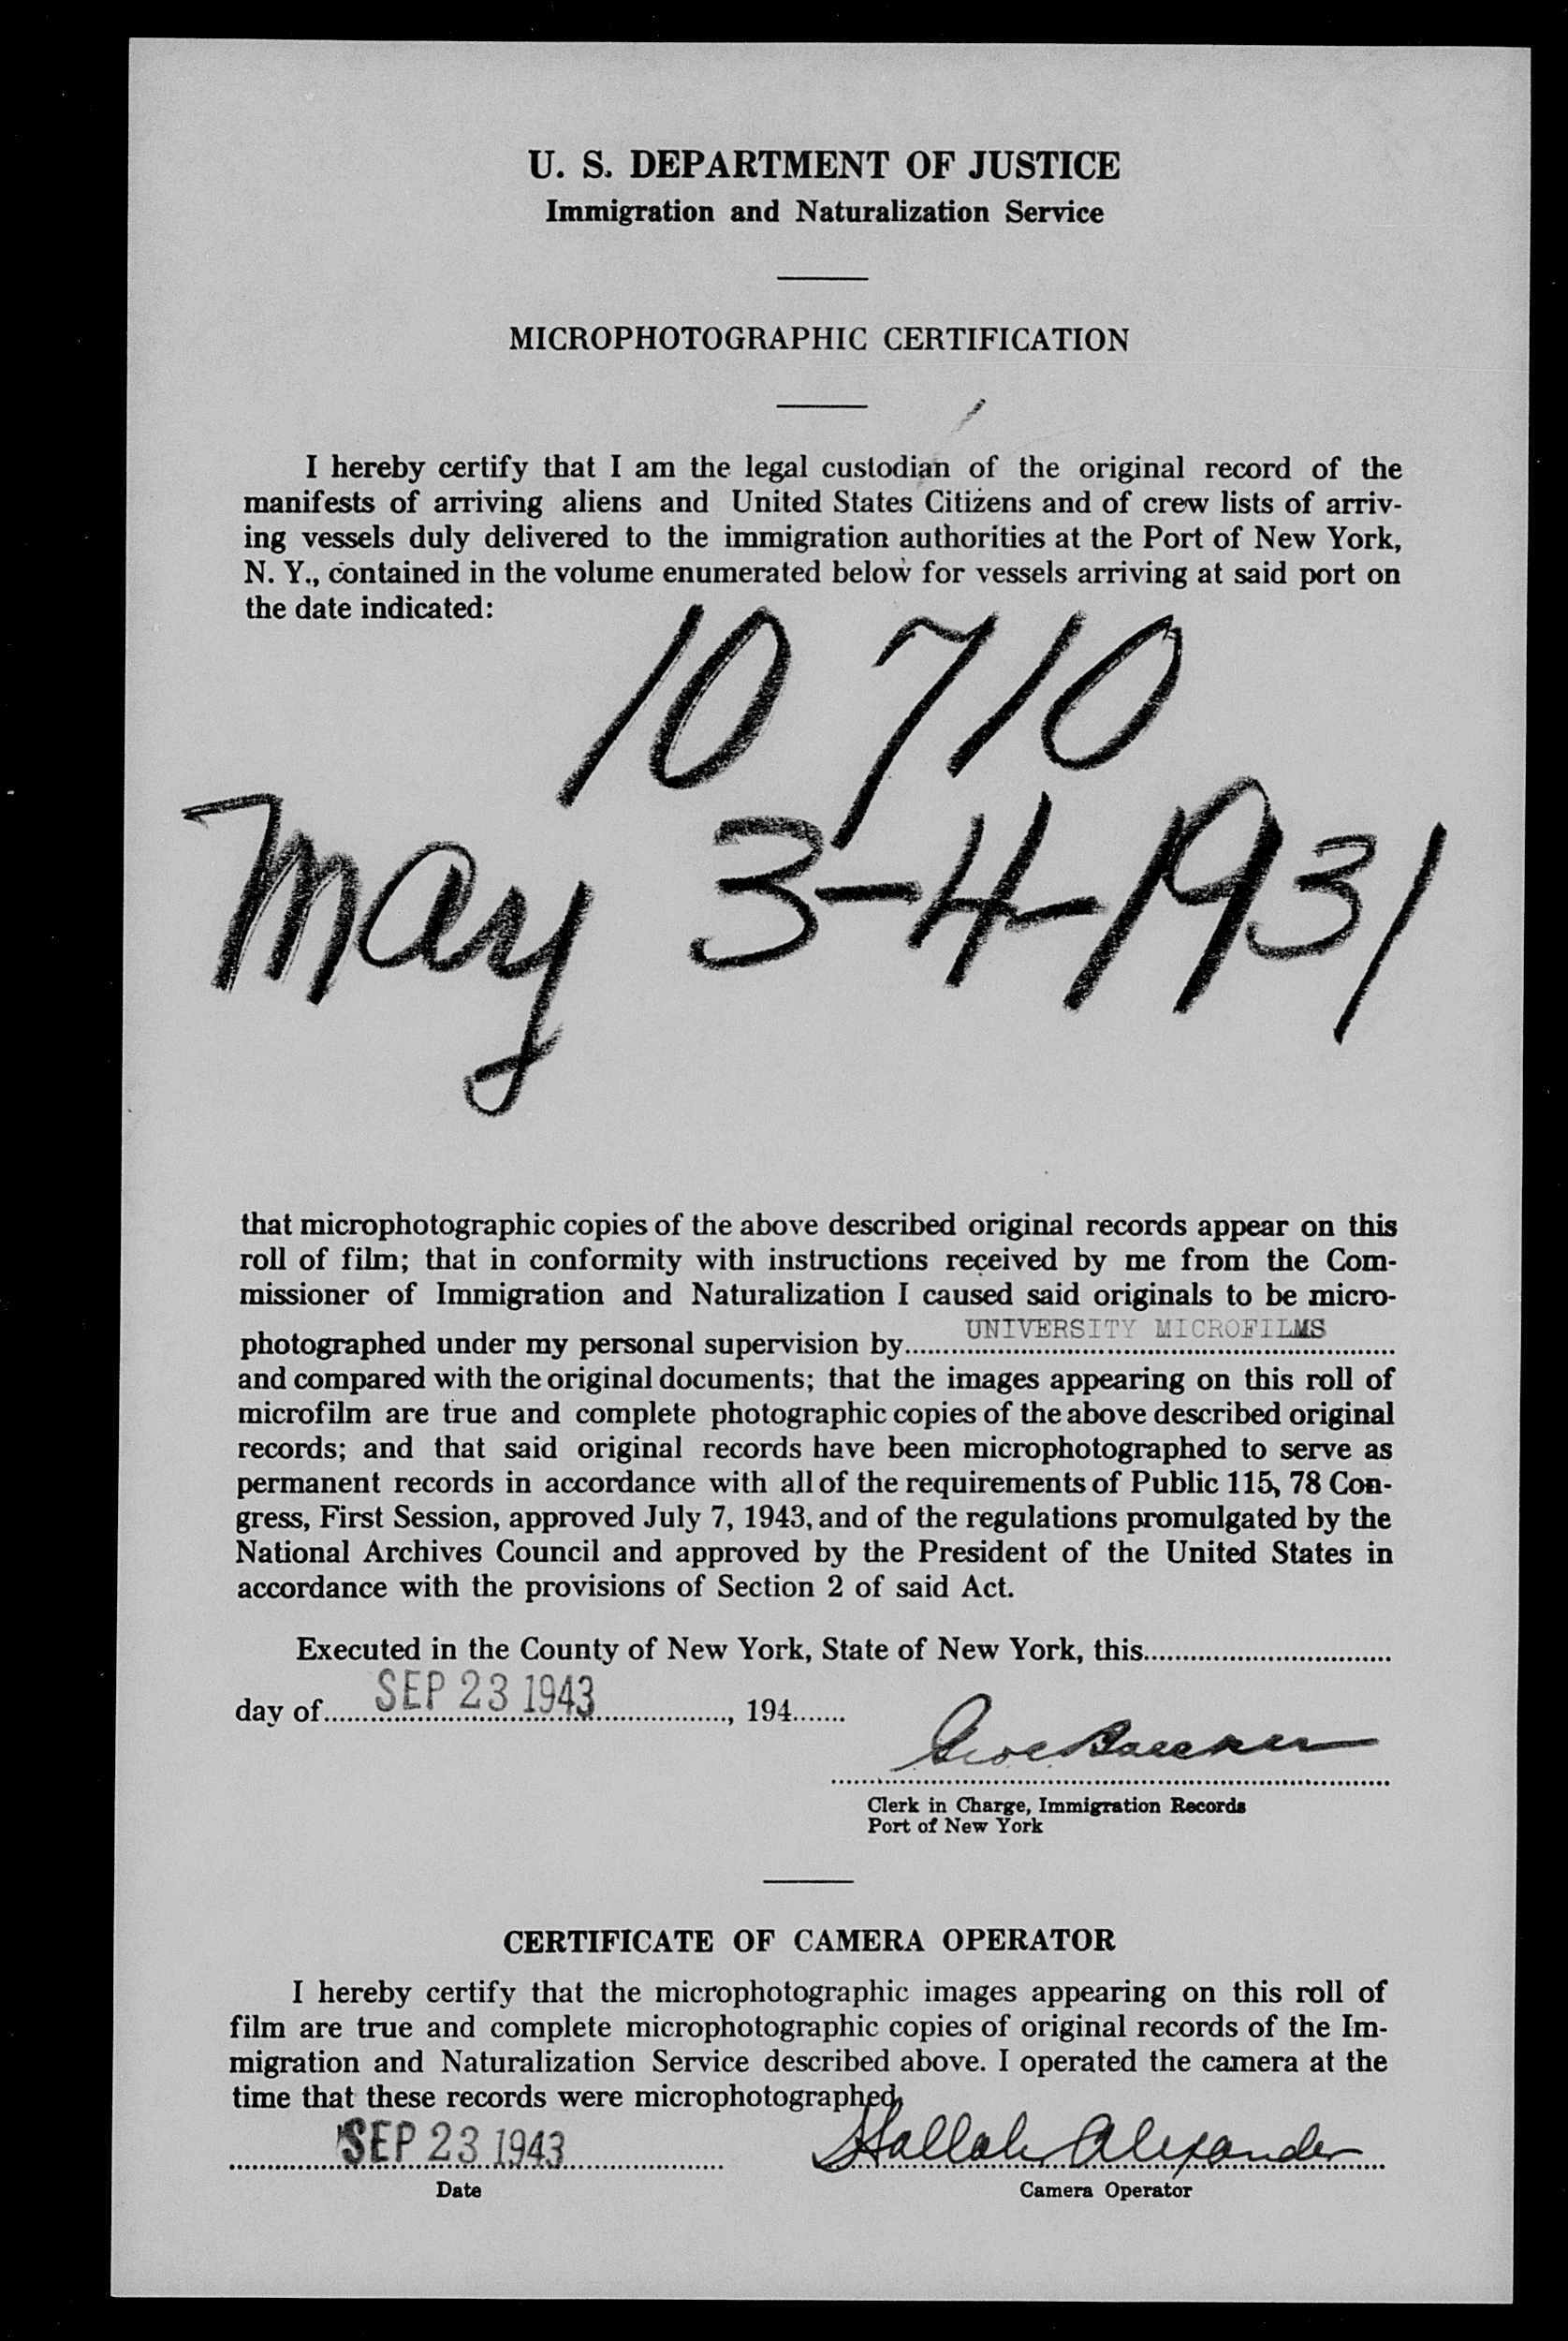 U. S. DEPARTMENT OF JUSTICE
Immigration and Naturalization Service
MICROPHOTOGRAPHIC CERTIFICATION
I hereby certify that I am the legal custodian of the original record of the
manifests of arriving aliens and United States Citizens and of crew lists of arriv-
ing vessels duly delivered to the immigration authorities at the Port of New York,
N. Y., contained in the volume enumerated below for vessels arriving at said port on
the date indicated:
10 710
May 3-4-1931
that microphotographic copies of the above described original records appear on this
roll of film; that in conformity with instructions received by me from the Com-
missioner of Immigration and Naturalization I caused said originals to be micro-
photographed under my personal supervision by UNIVERSITY MICROFILMS
and compared with the original documents; that the images appearing on this roll of
microfilm are true and complete photographic copies of the above described original
records; and that said original records have been microphotographed to serve as
permanent records in accordance with all of the requirements of Public 115, 78 Con-
gress, First Session, approved July 7, 1943, and of the regulations promulgated by the
National Archives Council and approved by the President of the United States in
accordance with the provisions of Section 2 of said Act.
Executed in the County of New York, State of New York, this
day of SEP 23 1943, 194
Clerk in Charge, Immigration Records
Port of New York
CERTIFICATE OF CAMERA OPERATOR
I hereby certify that the microphotographic images appearing on this roll of
film are true and complete microphotographic copies of original records of the Im-
migration and Naturalization Service described above. I operated the camera at the
time that these records were microphotographed.
SEP 23 1943 Alexander
Date Camera Operator